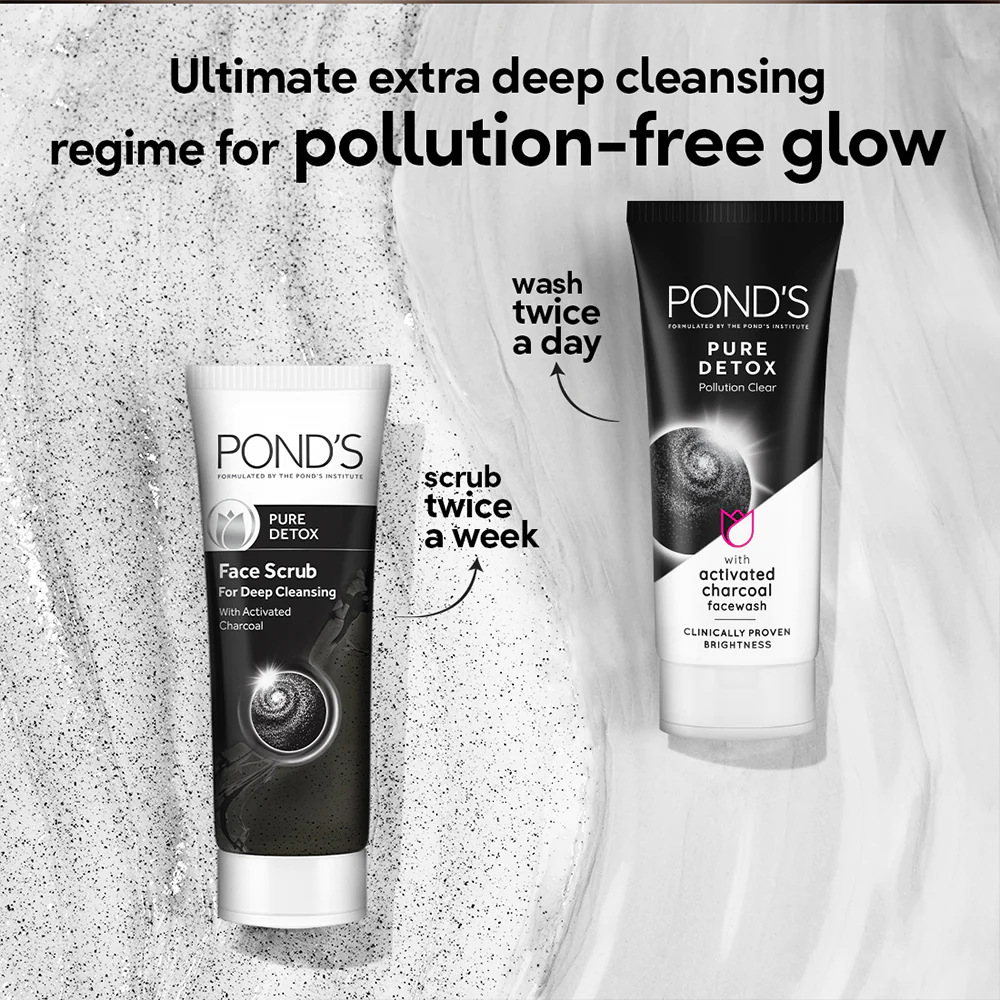 Ultimate extra deep cleansing
regime for pollution-free glow
wash
twice
a day
POND'S
FORMULATED BY THE POND'S INSTITUTE
PURE
DETOX
Pollution Clear
with
activated
charcoal
facewash
CLINICALLY PROVEN
BRIGHTNESS
scrub
twice
a week
POND'S
FORMULATED BY THE POND'S INSTITUTE
PURE
DETOX
Face Scrub
For Deep Cleansing
With Activated
Charcoal